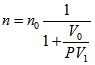 n = n₀ 1 / (1 + V₀ / (PV₁))